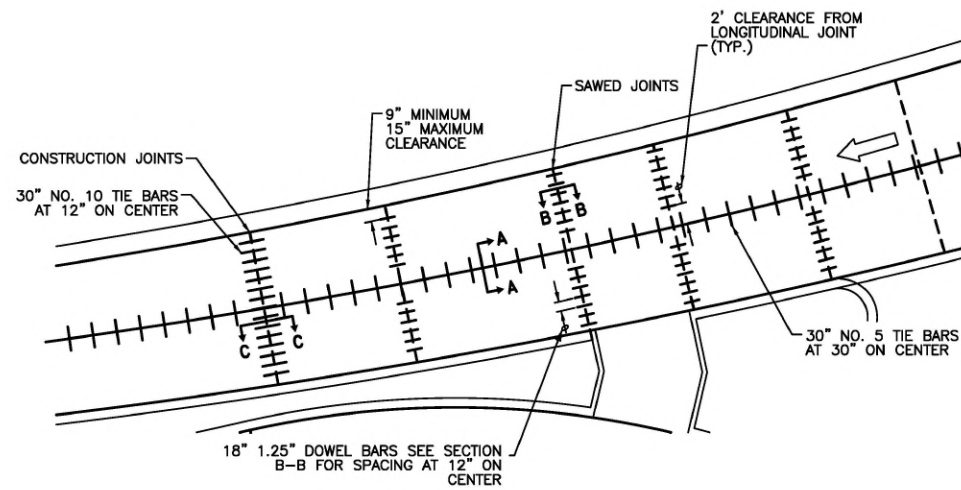 2' CLEARANCE FROM
LONGITUDINAL JOINT
(TYP.)
SAWED JOINTS
9" MINIMUM
15" MAXIMUM
CLEARANCE
CONSTRUCTION JOINTS
30" NO. 10 TIE BARS
AT 12" ON CENTER
B
B
A
A
C
C
30" NO. 5 TIE BARS
AT 30" ON CENTER
18" 1.25" DOWEL BARS SEE SECTION
B-B FOR SPACING AT 12" ON
CENTER